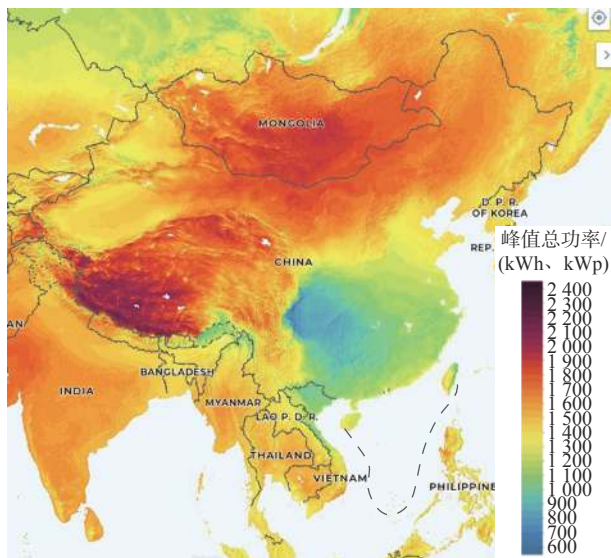 MONGOLIA
D. P. R.
OF KOREA
REP.
CHINA
AN
INDIA
BANGLADESH
MYANMAR
LAO P. D. R.
THAILAND
VIETNAM
PHILIPPINE
峰值总功率/
(kWh、kWp)
2 400
2 300
2 200
2 100
2 000
1 900
1 800
1 700
1 600
1 500
1 400
1 300
1 200
1 100
1 000
900
800
700
600